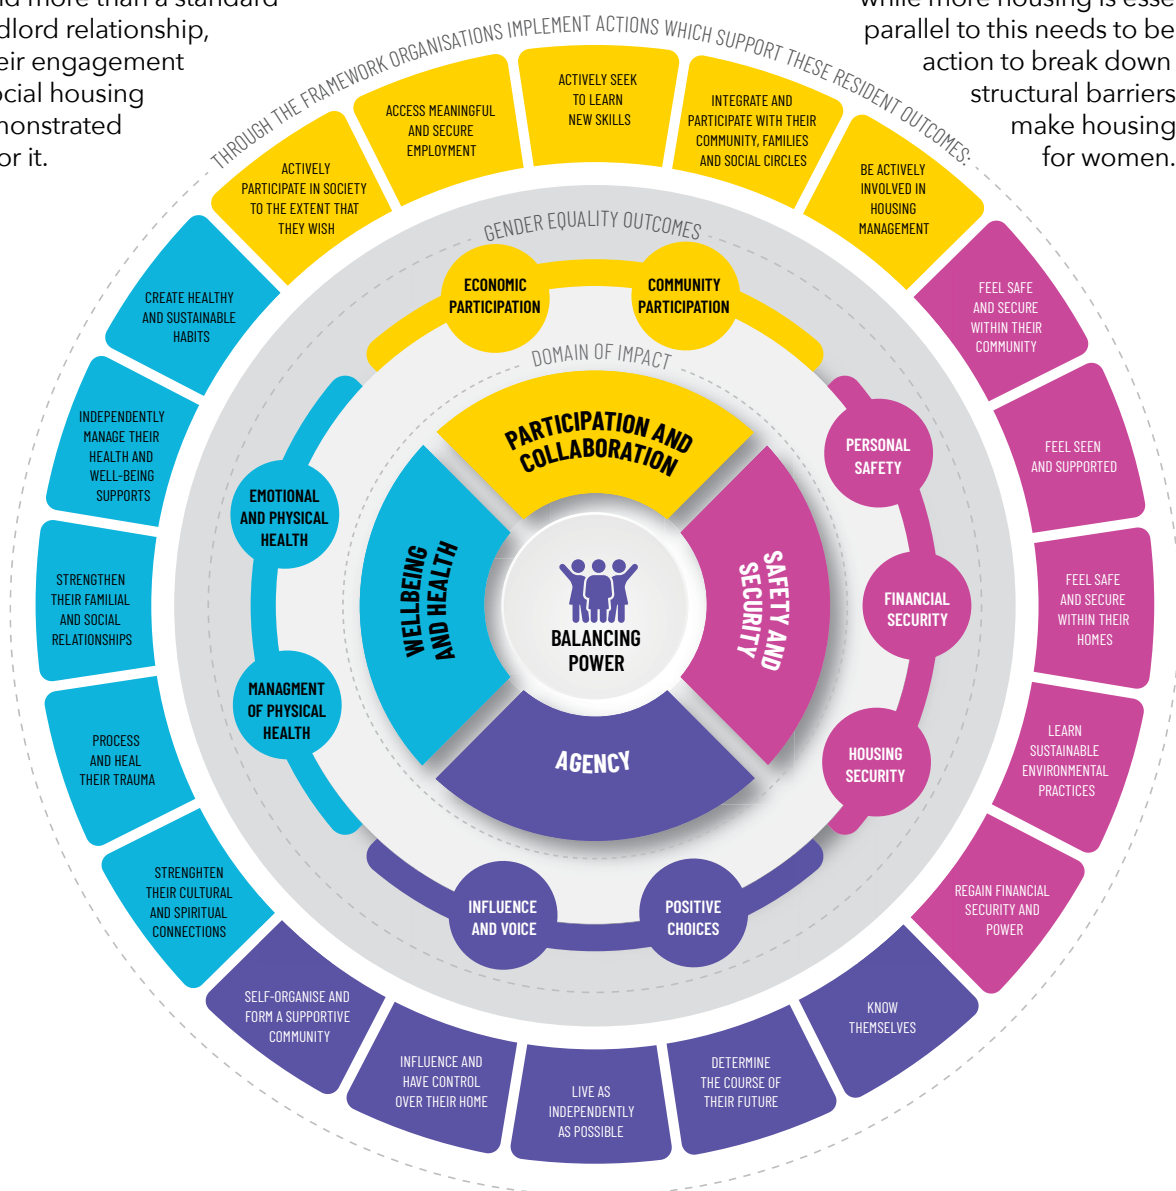 nd more than a standard
dlord relationship,
eir engagement
ocial housing
monstrated
or it.
while more housing is esse
parallel to this needs to be
action to break down
structural barriers
make housing
for women.
THROUGH THE FRAMEWORK ORGANISATIONS IMPLEMENT ACTIONS WHICH SUPPORT THESE RESIDENT OUTCOMES:
ACTIVELY
PARTICIPATE IN SOCIETY
TO THE EXTENT THAT
THEY WISH
ACCESS MEANINGFUL
AND SECURE
EMPLOYMENT
ACTIVELY SEEK
TO LEARN
NEW SKILLS
INTEGRATE AND
PARTICIPATE WITH THEIR
COMMUNITY, FAMILIES
AND SOCIAL CIRCLES
BE ACTIVELY
INVOLVED IN
HOUSING
MANAGEMENT
FEEL SAFE
AND SECURE
WITHIN THEIR
COMMUNITY
FEEL SEEN
AND SUPPORTED
FEEL SAFE
AND SECURE
WITHIN THEIR
HOMES
LEARN
SUSTAINABLE
ENVIRONMENTAL
PRACTICES
REGAIN FINANCIAL
SECURITY AND
POWER
KNOW
THEMSELVES
DETERMINE
THE COURSE OF
THEIR FUTURE
LIVE AS
INDEPENDENTLY
AS POSSIBLE
INFLUENCE AND
HAVE CONTROL
OVER THEIR HOME
SELF-ORGANISE AND
FORM A SUPPORTIVE
COMMUNITY
STRENGHTEN
THEIR CULTURAL
AND SPIRITUAL
CONNECTIONS
PROCESS
AND HEAL
THEIR TRAUMA
STRENGTHEN
THEIR FAMILIAL
AND SOCIAL
RELATIONSHIPS
INDEPENDENTLY
MANAGE THEIR
HEALTH AND
WELL-BEING
SUPPORTS
CREATE HEALTHY
AND SUSTAINABLE
HABITS
GENDER EQUALITY OUTCOMES
ECONOMIC
PARTICIPATION
COMMUNITY
PARTICIPATION
PERSONAL
SAFETY
FINANCIAL
SECURITY
HOUSING
SECURITY
POSITIVE
CHOICES
INFLUENCE
AND VOICE
MANAGMENT
OF PHYSICAL
HEALTH
EMOTIONAL
AND PHYSICAL
HEALTH
DOMAIN OF IMPACT
PARTICIPATION AND
COLLABORATION
SAFETY AND
SECURITY
AGENCY
WELLBEING
AND HEALTH
BALANCING
POWER